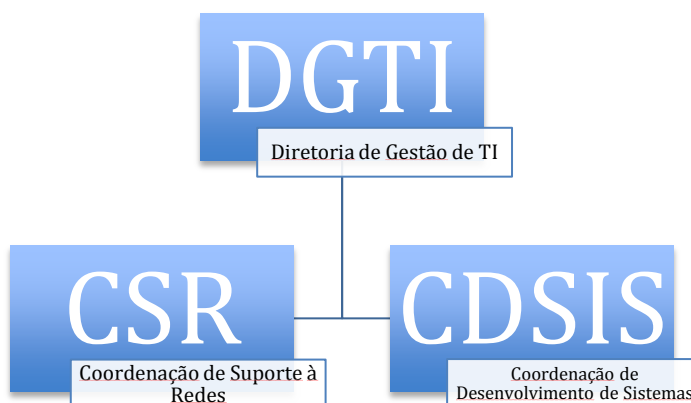 DGTI
Diretoria de Gestão de TI
CSR
Coordenação de Suporte à
Redes
CDSIS
Coordenação de
Desenvolvimento de Sistemas